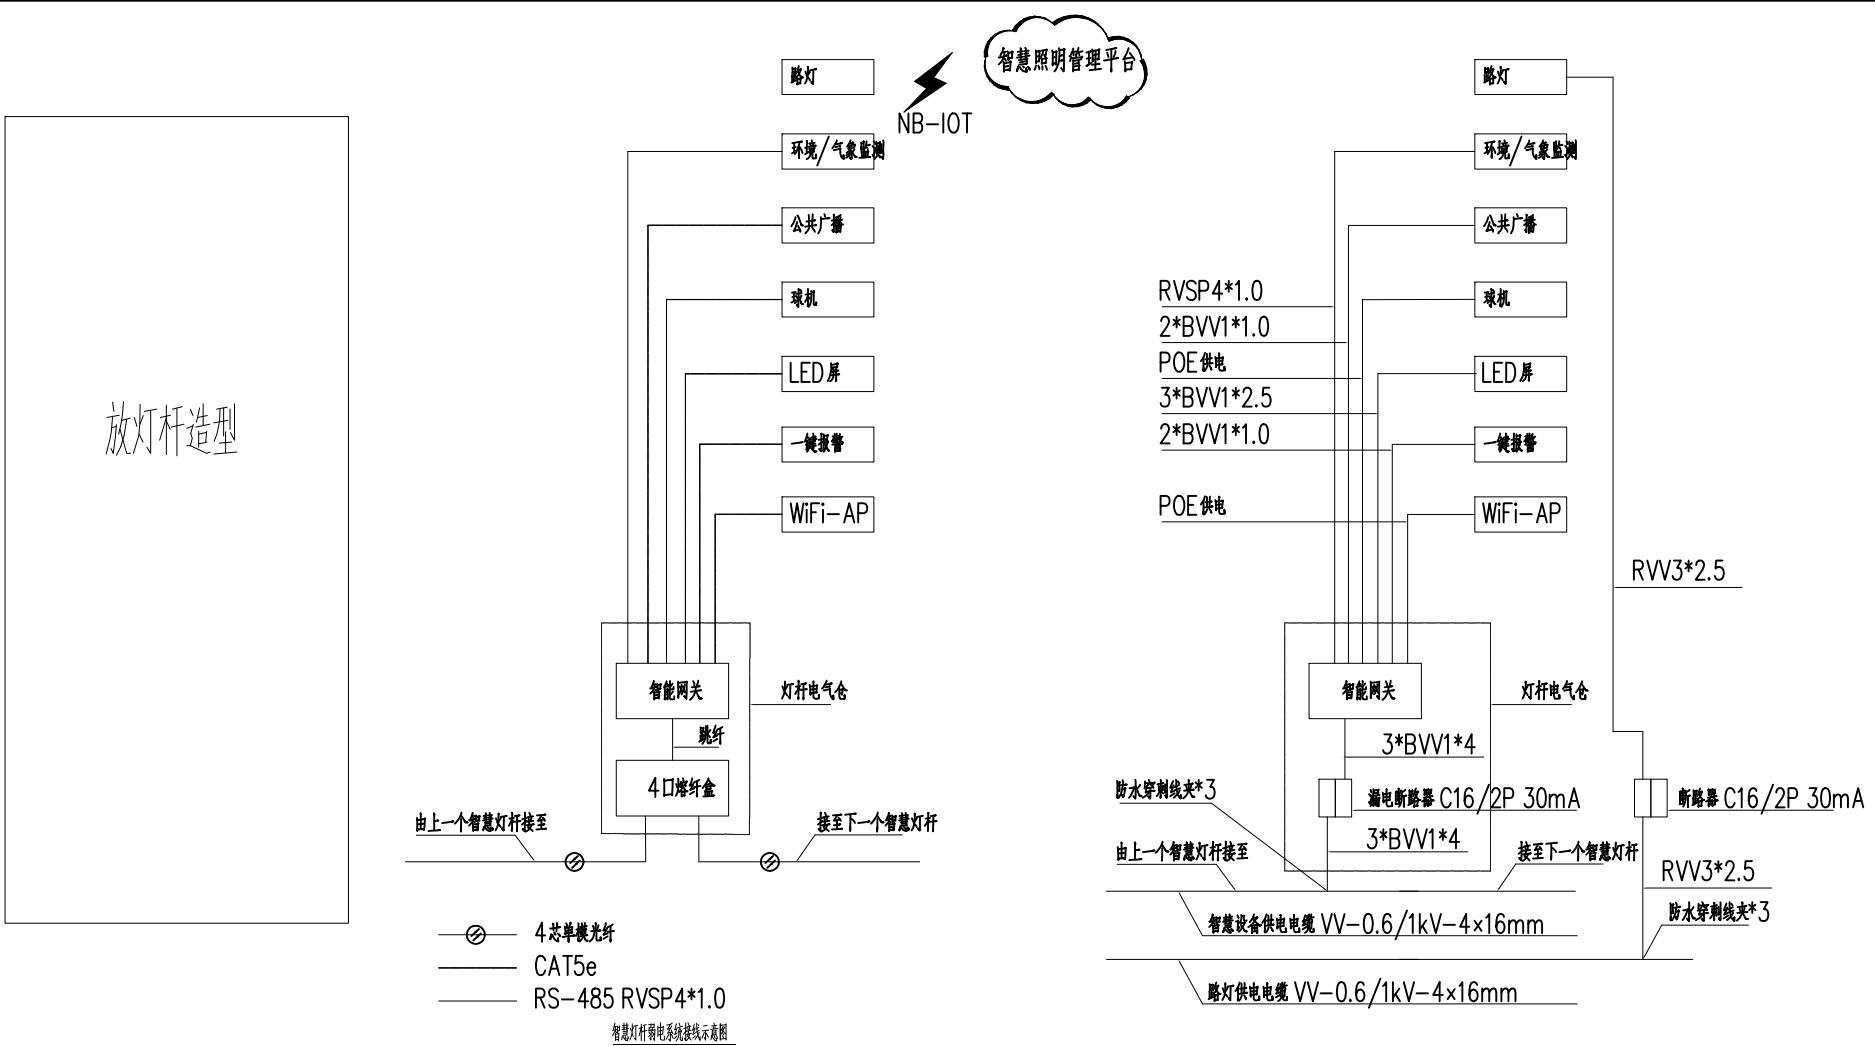 放灯杆造型
智慧照明管理平台
NB-IOT
路灯
环境/气象监测
公共广播
球机
LED屏
一键报警
WiFi-AP
智能网关
灯杆电气仓
跳纤
4口熔纤盒
由上一个智慧灯杆接至
接至下一个智慧灯杆
4芯单模光纤
CAT5e
RS-485 RVSP4*1.0
智慧灯杆弱电系统接线示意图
路灯
环境/气象监测
公共广播
RVSP4*1.0
球机
2*BVV1*1.0
POE供电
LED屏
3*BVV1*2.5
2*BVV1*1.0
一键报警
POE供电
WiFi-AP
RVV3*2.5
智能网关
灯杆电气仓
3*BVV1*4
防水穿刺线夹*3
漏电断路器 C16/2P 30mA
断路器 C16/2P 30mA
3*BVV1*4
由上一个智慧灯杆接至
接至下一个智慧灯杆
RVV3*2.5
防水穿刺线夹*3
智慧设备供电电缆 VV-0.6/1kV-4×16mm
路灯供电电缆 VV-0.6/1kV-4×16mm